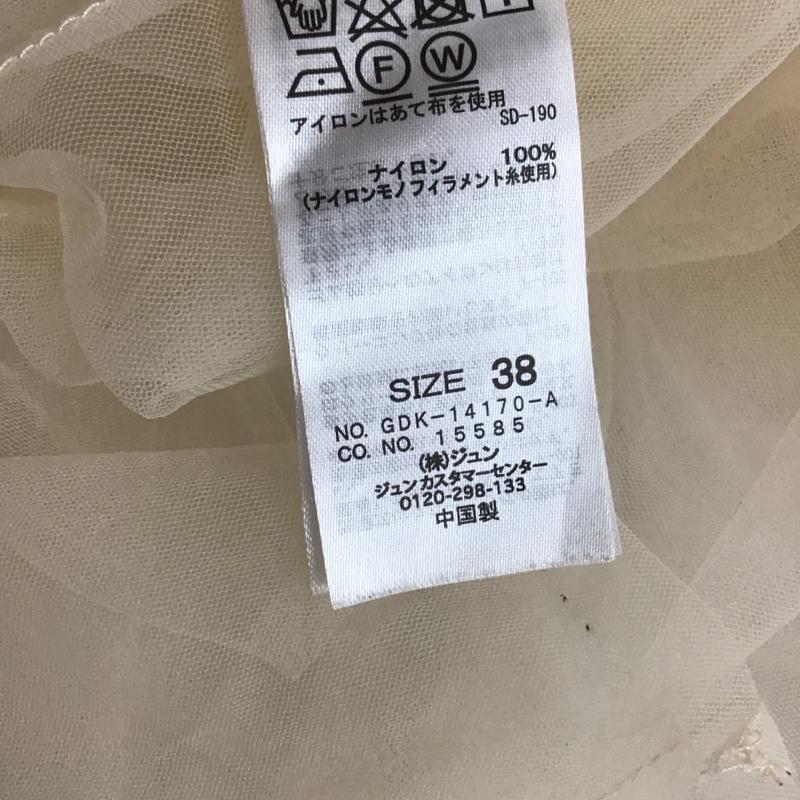 F W
アイロンはあて布を使用
SD-190
ナイロン 100%
(ナイロンモノフィラメント糸使用)
SIZE 38
NO. GDK-14170-A
CO. NO. 15585
(株)ジュン
ジュンカスタマーセンター
0120-298-133
中国製